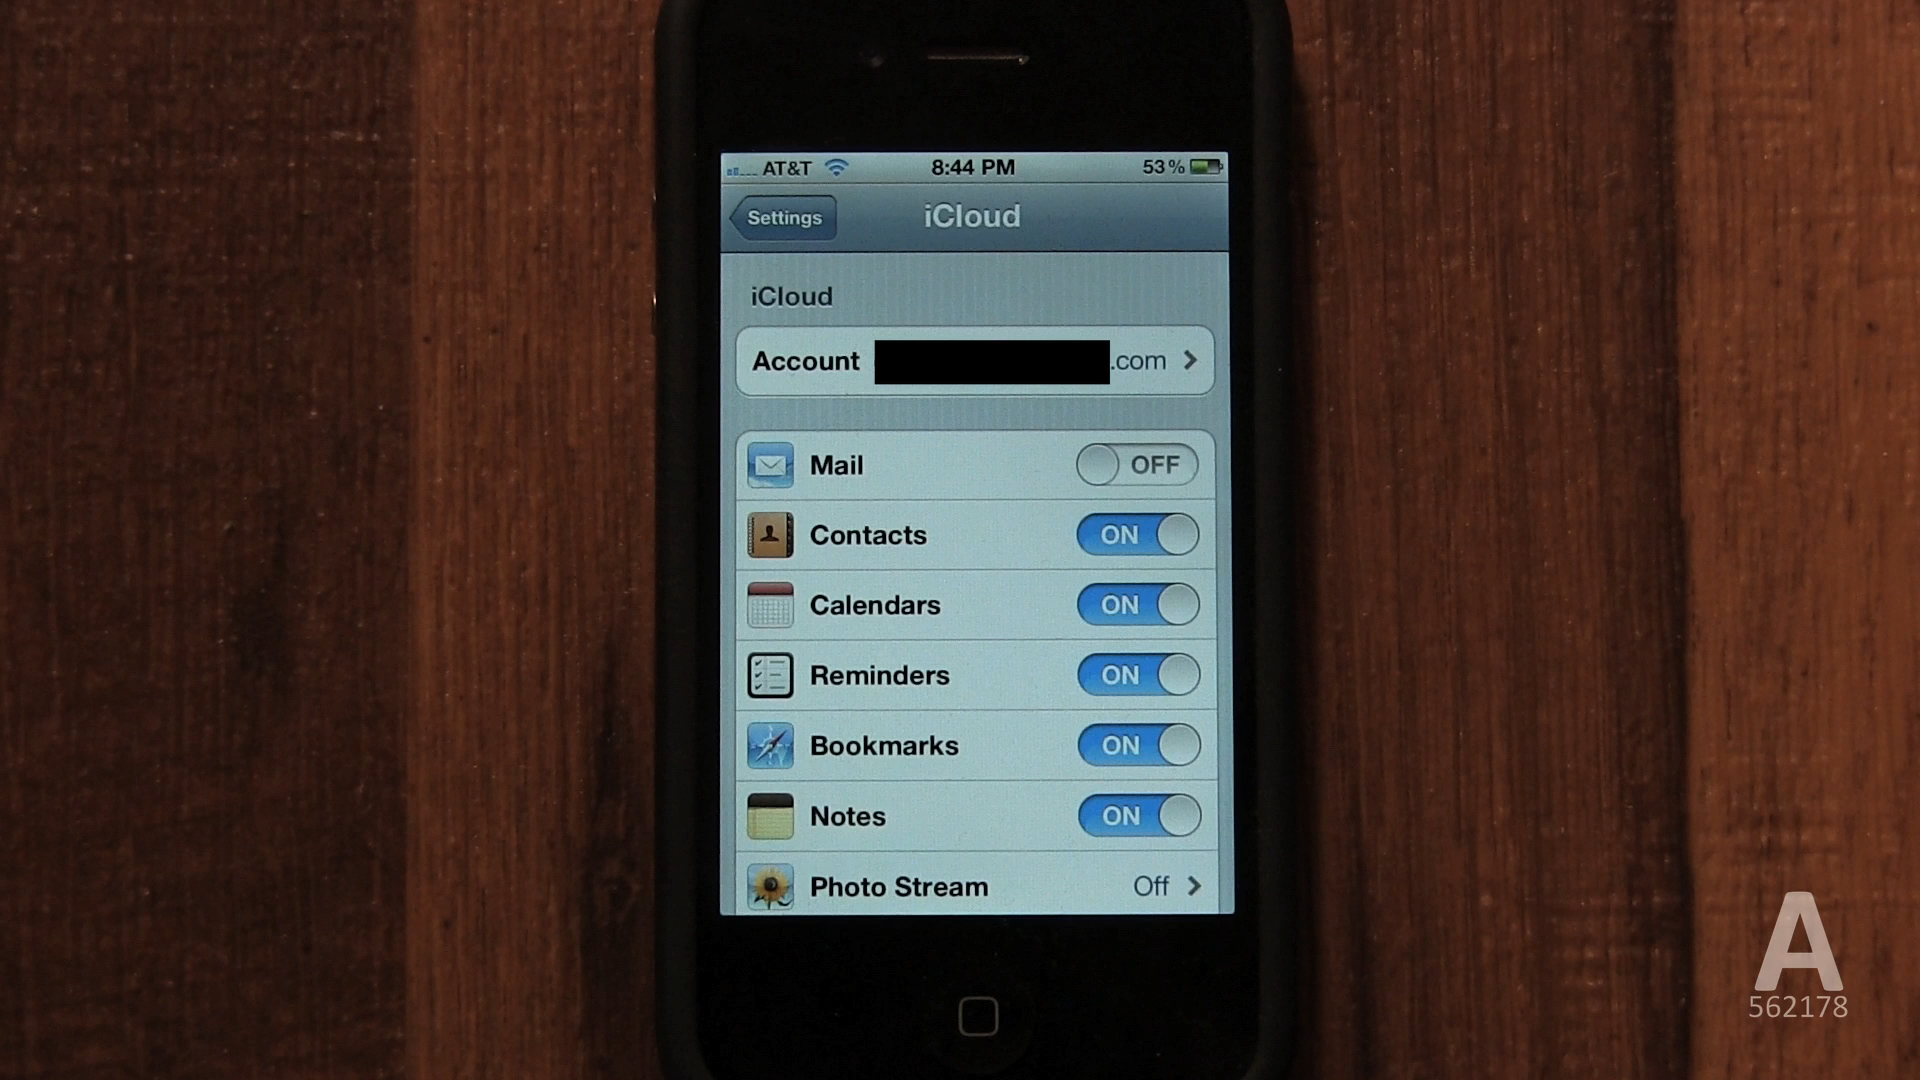 AT&T 8:44 PM 53%
Settings iCloud
iCloud
Account .com
Mail OFF
Contacts ON
Calendars ON
Reminders ON
Bookmarks ON
Notes ON
Photo Stream Off
A
562178